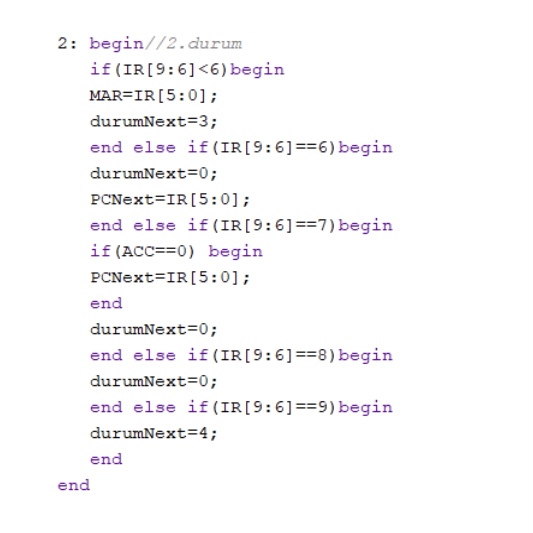 2: begin//2.durum
if(IR[9:6]<6)begin
MAR=IR[5:0];
durumNext=3;
end else if(IR[9:6]==6)begin
durumNext=0;
PCNext=IR[5:0];
end else if(IR[9:6]==7)begin
if(ACC==0) begin
PCNext=IR[5:0];
end
durumNext=0;
end else if(IR[9:6]==8)begin
durumNext=0;
end else if(IR[9:6]==9)begin
durumNext=4;
end
end